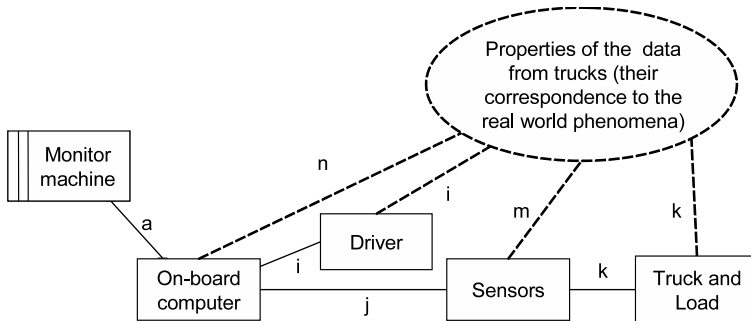 Properties of the data
from trucks (their
correspondence to the
real world phenomena)
Monitor
machine
n
a
i
m
k
Driver
i
On-board
computer
j
Sensors
k
Truck and
Load